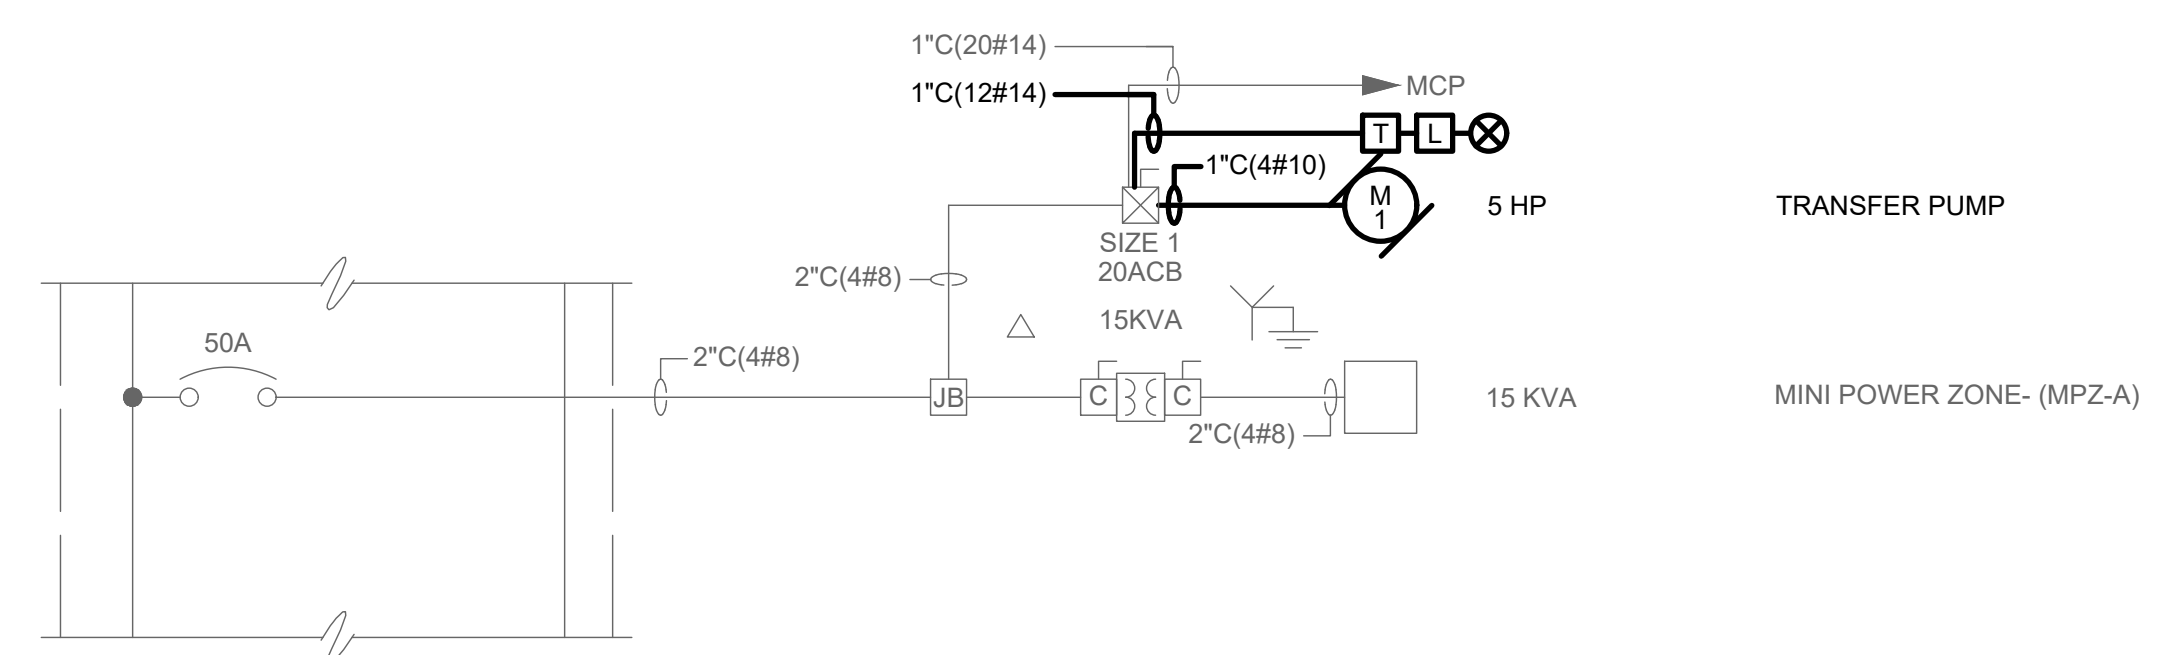 1"C(20#14)
MCP
1"C(12#14)
T
L
1"C(4#10)
M
1
5 HP
TRANSFER PUMP
SIZE 1
20ACB
2"C(4#8)
15KVA
50A
2"C(4#8)
JB
C
C
15 KVA
MINI POWER ZONE- (MPZ-A)
2"C(4#8)